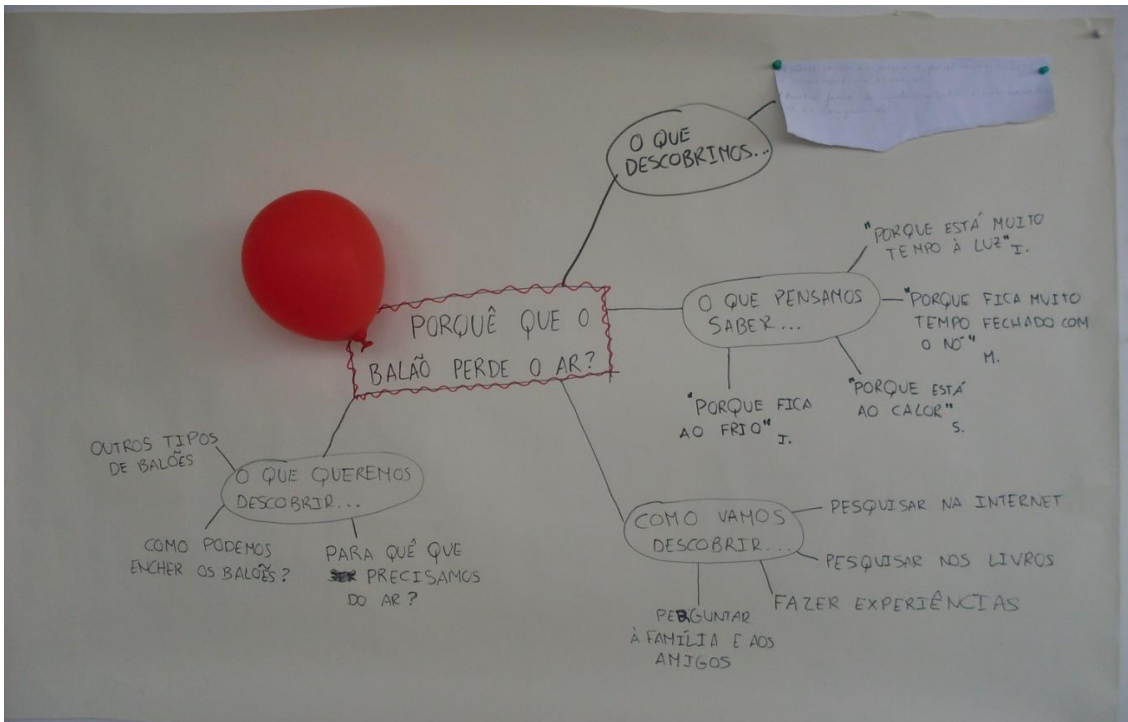 O QUE
DESCOBRIMOS...
"PORQUE ESTÁ MUITO
TEMPO À LUZ" I.
O QUE PENSAMOS
SABER...
"PORQUE FICA MUITO
TEMPO FECHADO COM
O NÓ"
M.
"PORQUE ESTÁ
AO CALOR"
S.
"PORQUE FICA
AO FRIO" I.
PORQUÊ QUE O
BALÃO PERDE O AR?
OUTROS TIPOS
DE BALÕES
O QUE QUEREMOS
DESCOBRIR...
COMO PODEMOS
ENCHER OS BALÕES?
PARA QUÊ QUE
PRECISAMOS
DO AR?
COMO VAMOS
DESCOBRIR...
PESQUISAR NA INTERNET
PESQUISAR NOS LIVROS
FAZER EXPERIÊNCIAS
PERGUNTAR
À FAMÍLIA E AOS
AMIGOS